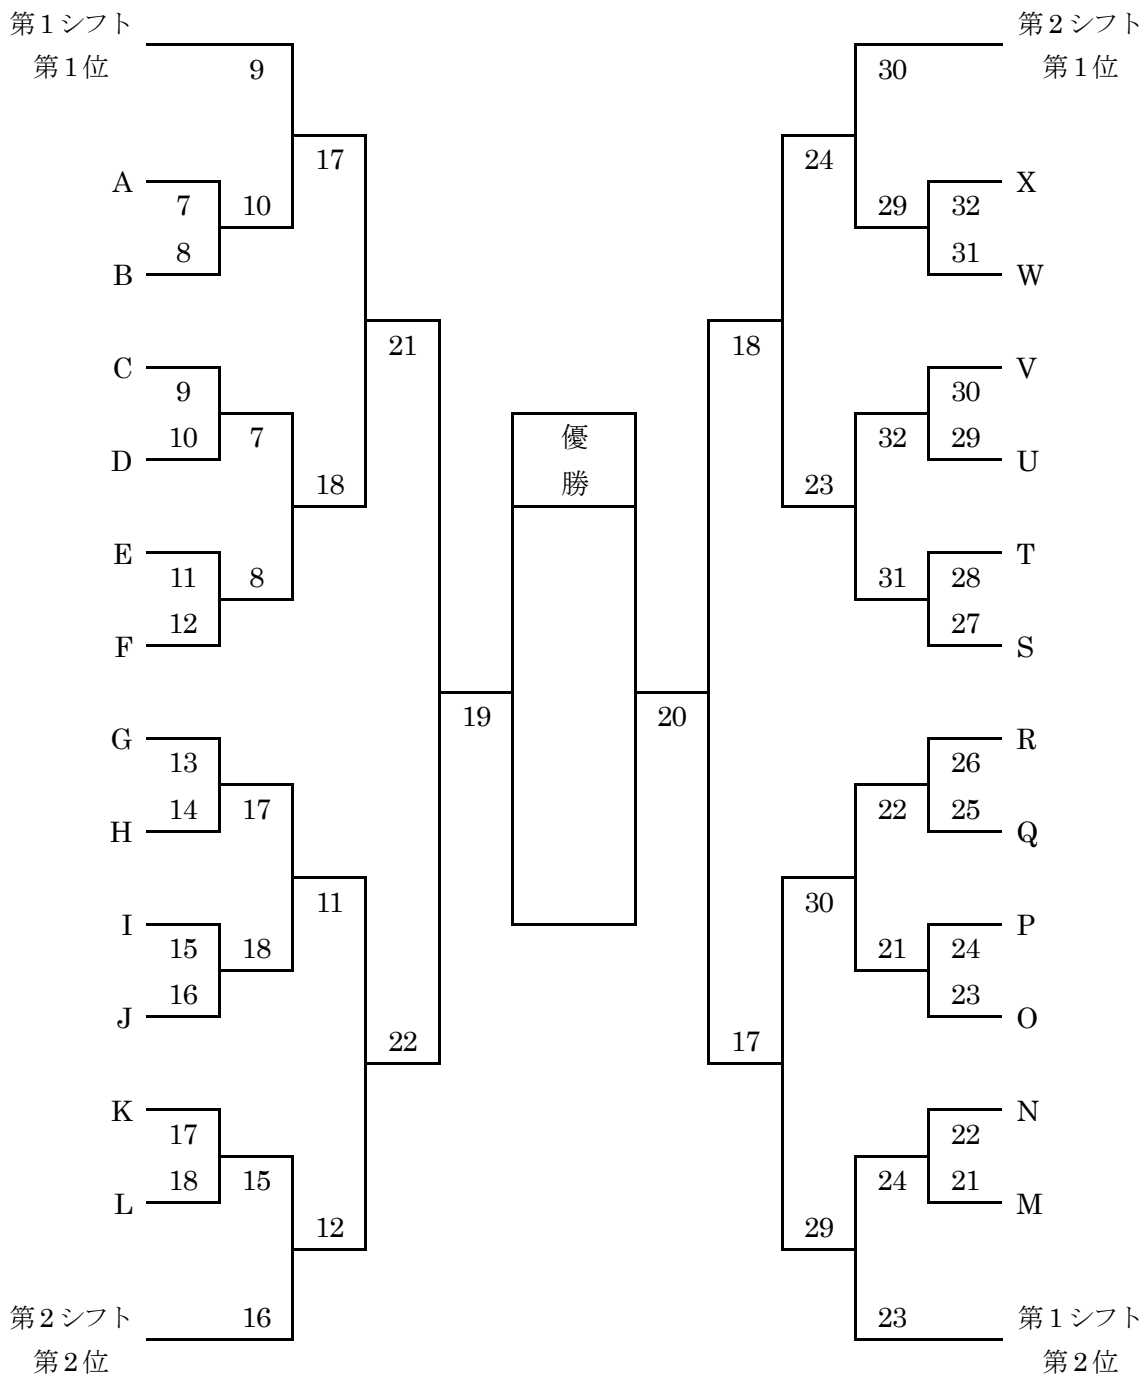 第1シフト 第2シフト
第1位 9 30 第1位
17 24
A X
7 10 29 32
8 31
B W
21 18
C V
9 30
10 7 32 29
D 優 U
勝
18 23
E T
11 8 31 28
12 27
F S
19 20
G R
13 26
14 17 22 25
H Q
11 30
I P
15 18 21 24
16 23
J O
22 17
K N
17 22
18 15 24 21
L M
12 29
第2シフト 16 23 第1シフト
第2位 第2位